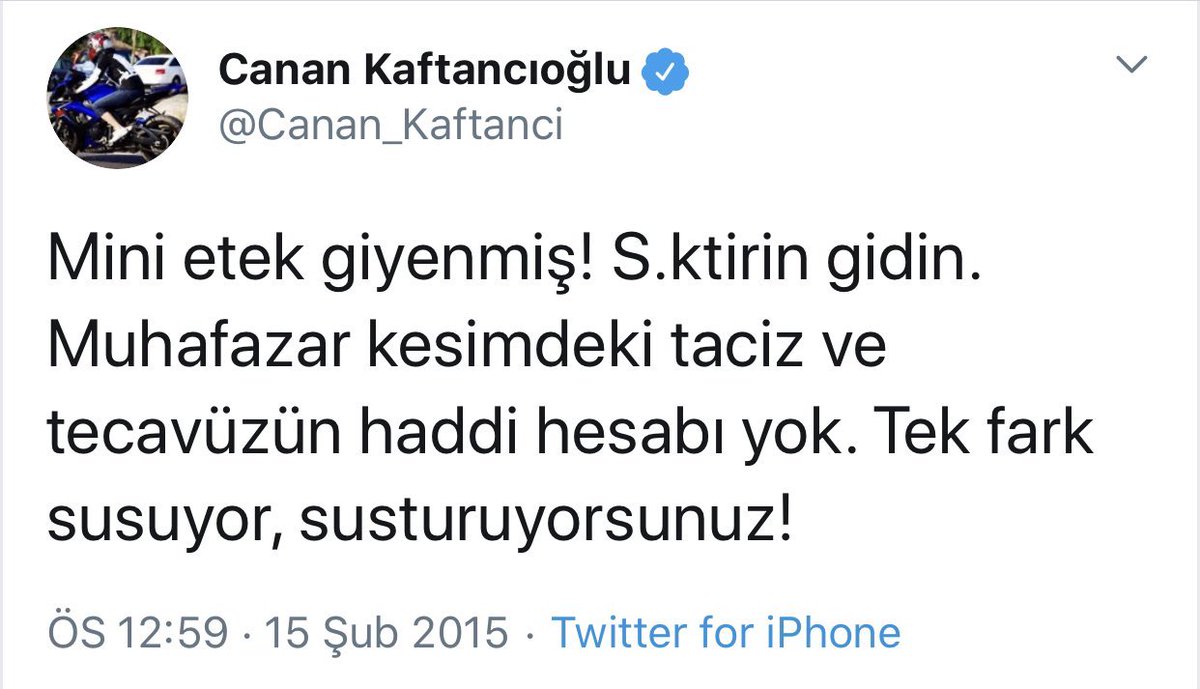 Canan Kaftancıoğlu
@Canan_Kaftanci
Mini etek giyenmiş! S.ktirin gidin.
Muhafazar kesimdeki taciz ve
tecavüzün haddi hesabı yok. Tek fark
susuyor, susturuyorsunuz!
ÖS 12:59 · 15 Şub 2015 · Twitter for iPhone